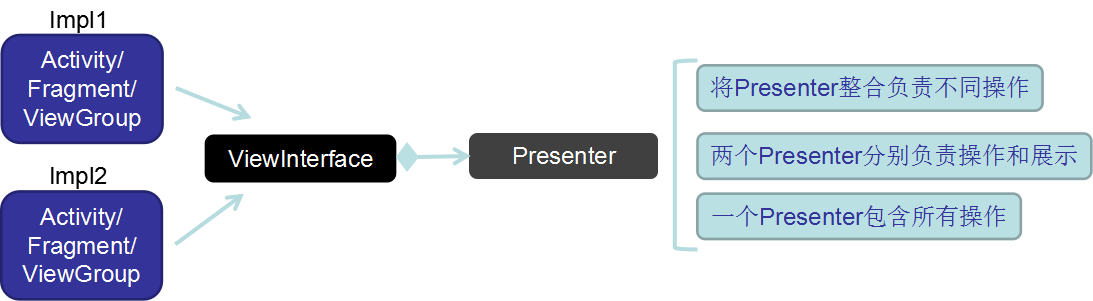 Impl1
Activity/
Fragment/
ViewGroup
Impl2
Activity/
Fragment/
ViewGroup
ViewInterface
Presenter
将Presenter整合负责不同操作
两个Presenter分别负责操作和展示
一个Presenter包含所有操作